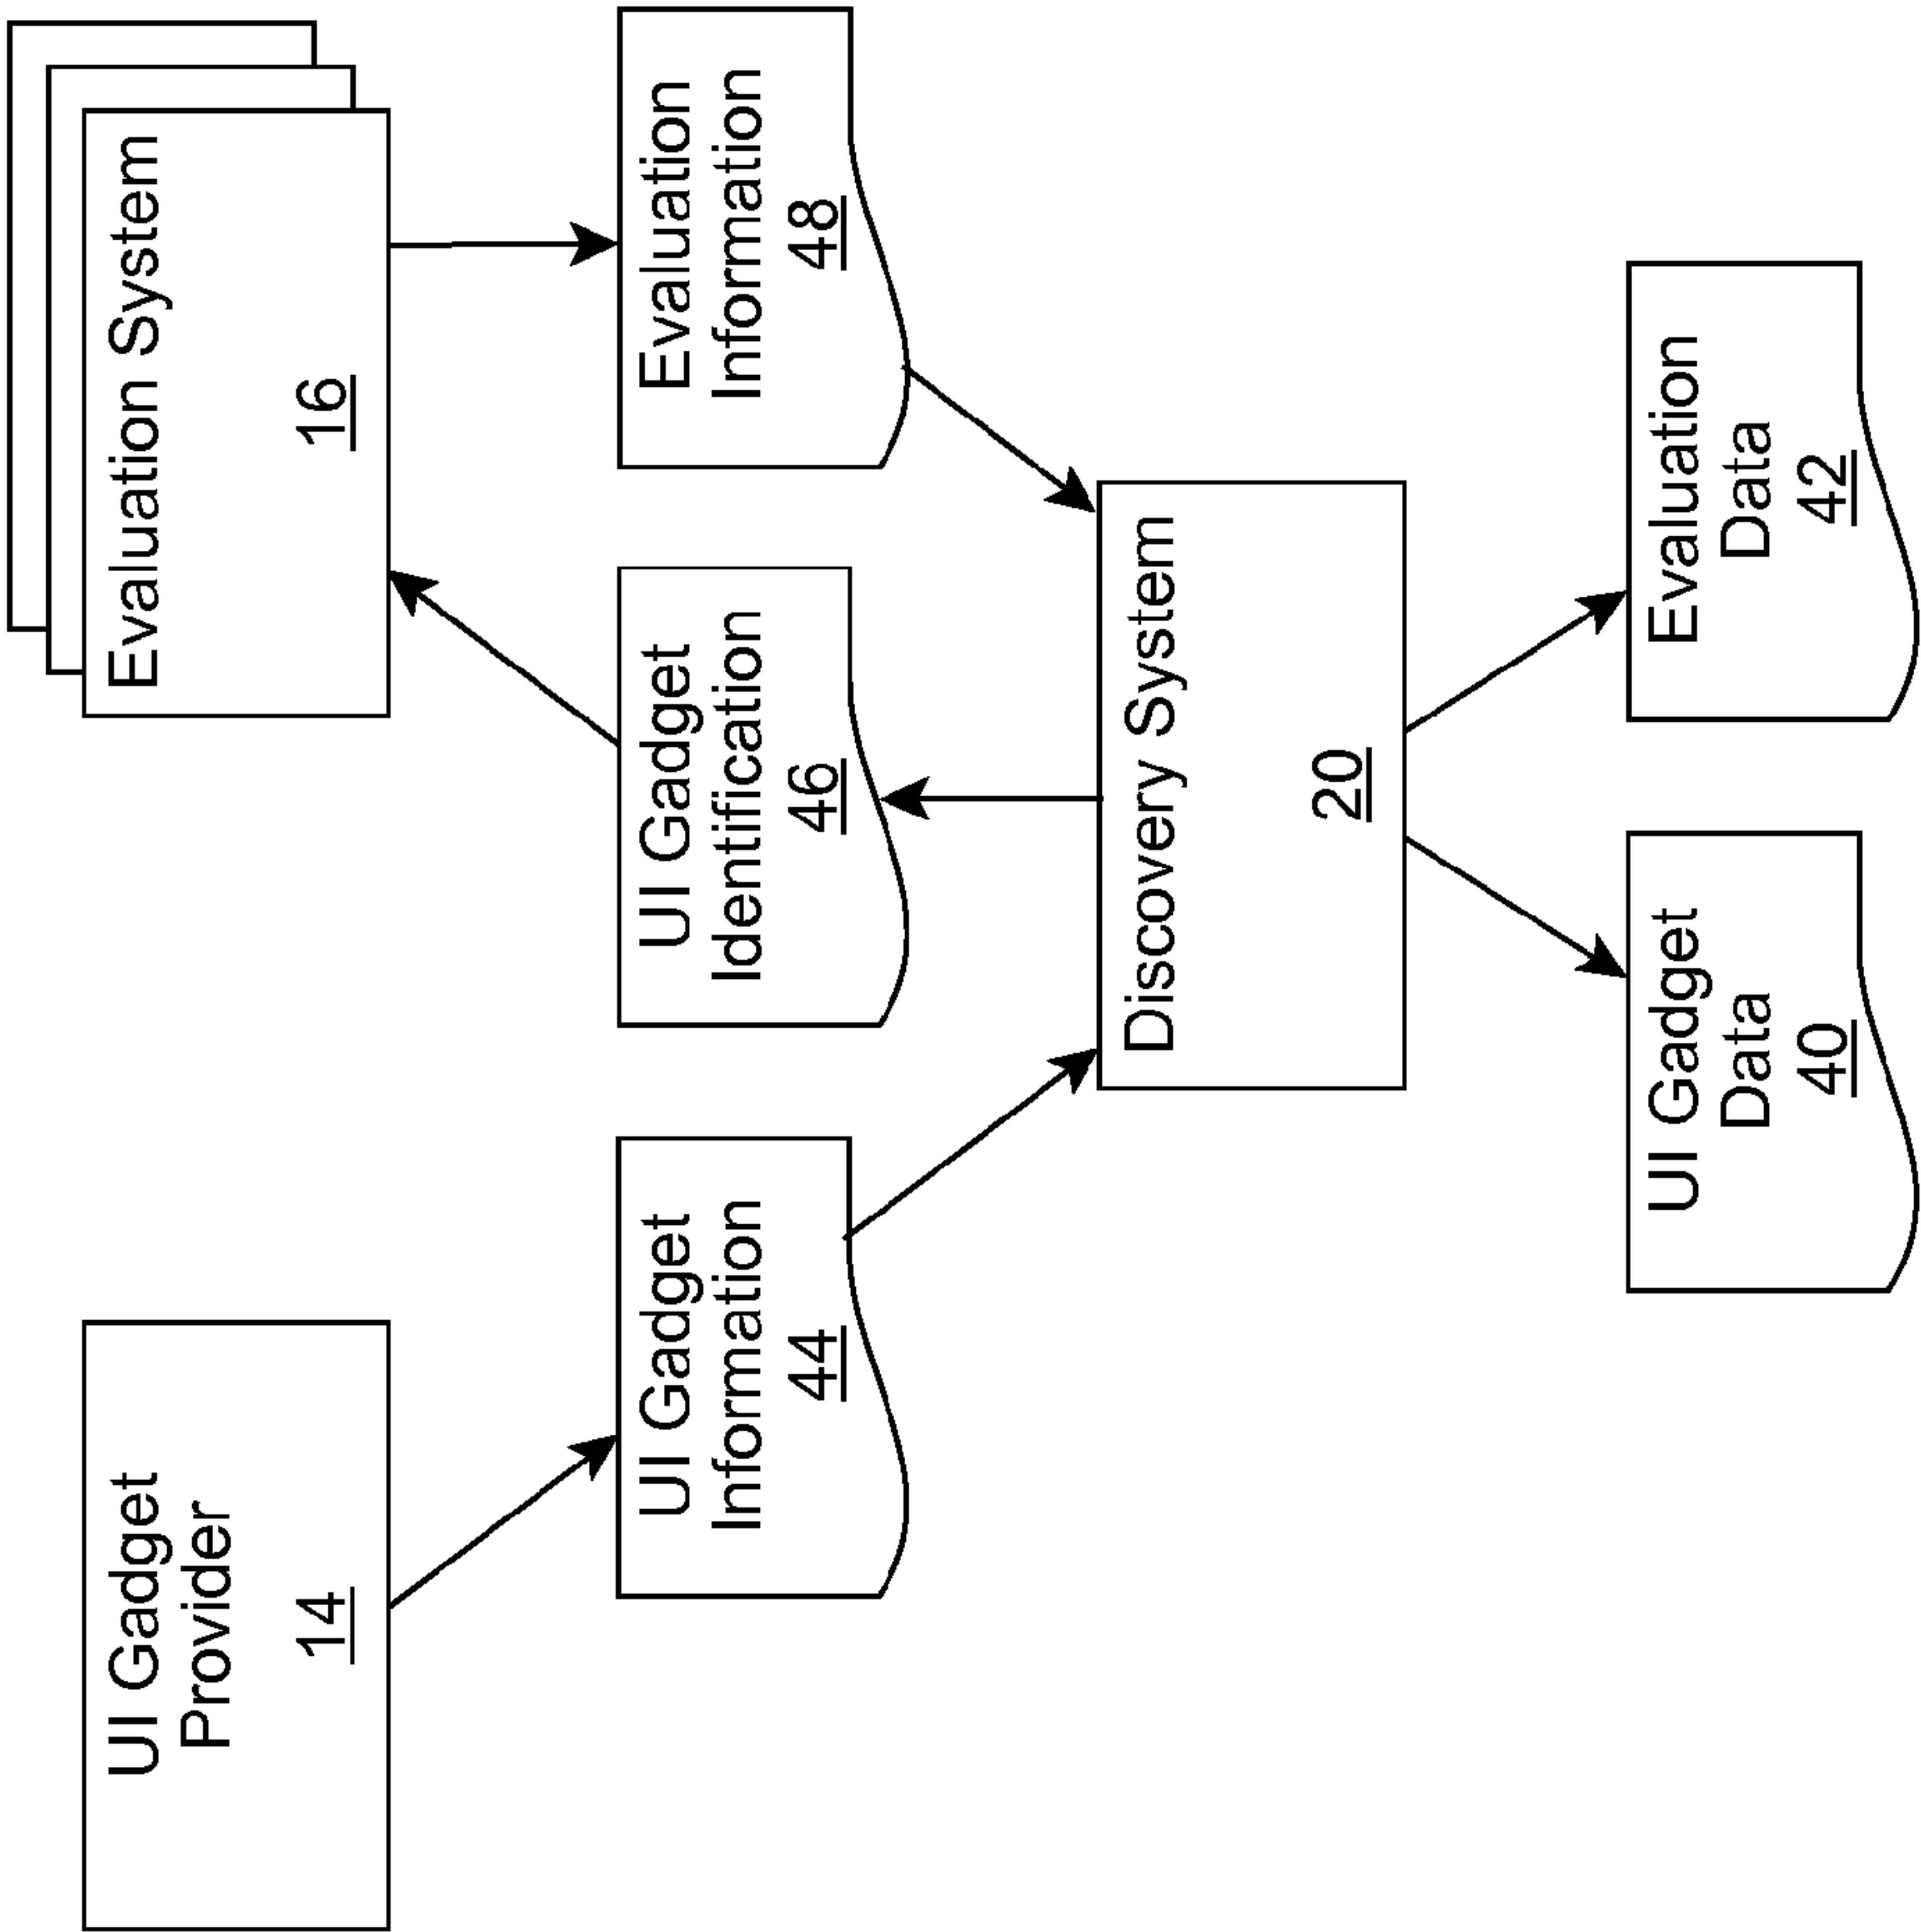 UI Gadget
Provider
14
Evaluation System
16
UI Gadget
Information
44
UI Gadget
Identification
46
Evaluation
Information
48
Discovery System
20
UI Gadget
Data
40
Evaluation
Data
42